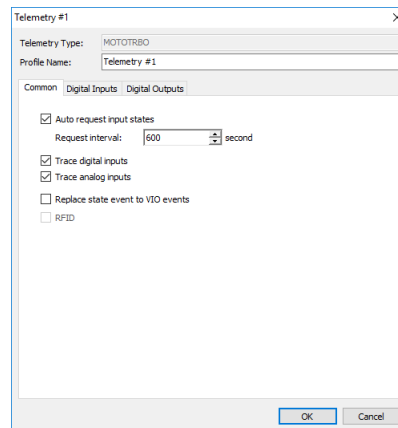 Telemetry #1
Telemetry Type: MOTOTRBO
Profile Name: Telemetry #1
Common Digital Inputs Digital Outputs
Auto request input states
Request interval: 600 second
Trace digital inputs
Trace analog inputs
Replace state event to VIO events
RFID
OK Cancel